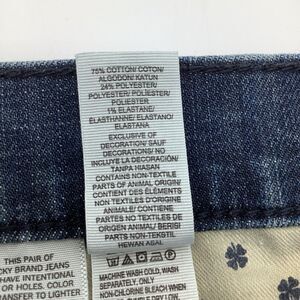 75% COTTON/ COTON/
ALGODON/ KATUN
24% POLYESTER/
POLYESTER/ POLIÉSTER/
POLIESTER
1% ELASTANE/
ÉLASTHANNE/ ELASTANO/
ELASTANA
EXCLUSIVE OF
DECORATION/ SAUF
DÉCORATIONS/ NO
INCLUYE LA DECORACIÓN/
TANPA HIASAN
CONTAINS NON-TEXTILE
PARTS OF ANIMAL ORIGIN/
CONTIENT DES ÉLÉMENTS
NON TEXTILES D'ORIGINE
ANIMALE/ CONTIENE
PARTES NO TEXTILES DE
ORIGEN ANIMAL/ BERISI
PARTS NON-TEKSTIL
HEWAN ASAL
MACHINE WASH COLD, WASH
SEPARATELY, ONLY
NON-CHLORINE BLEACH WHEN
THIS PAIR OF
CKY BRAND JEANS
HAVE INTENTIONAL
OR HOLES. COLOR
TRANSFER TO LIGHTER